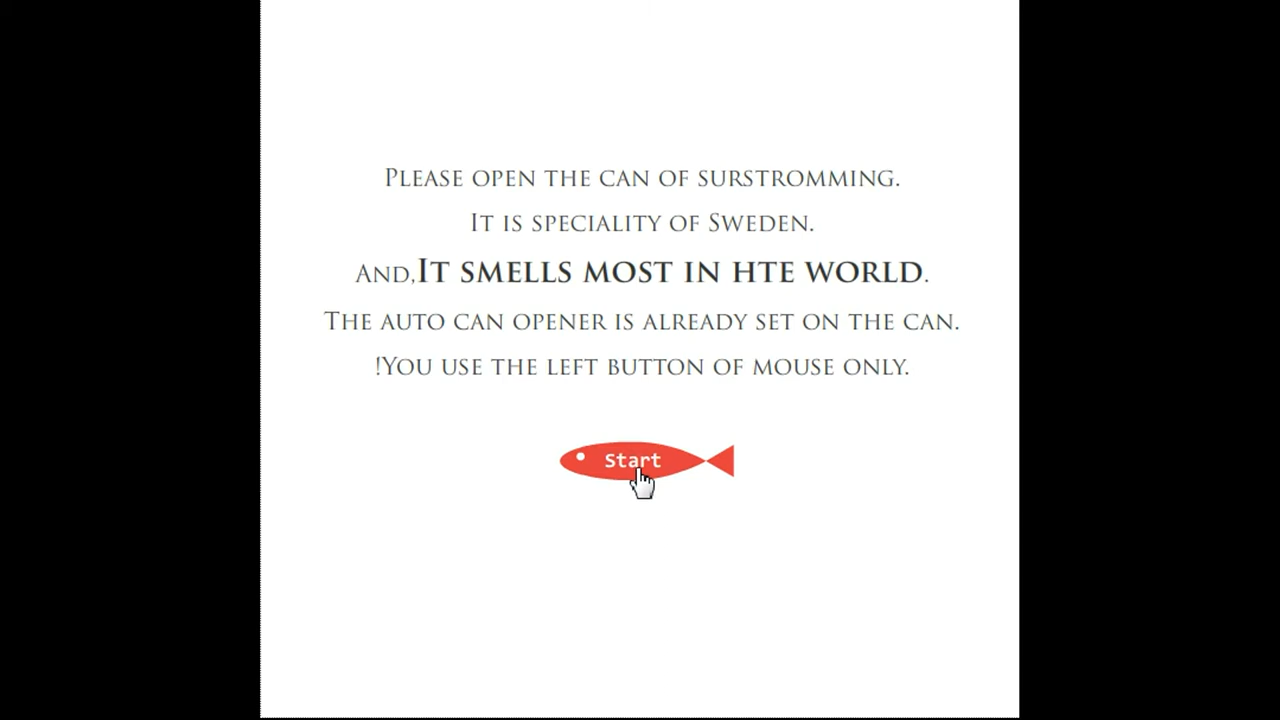 Please open the can of surstromming.
It is speciality of Sweden.
And,It smells most in hte world.
The auto can opener is already set on the can.
!You use the left button of mouse only.
Start